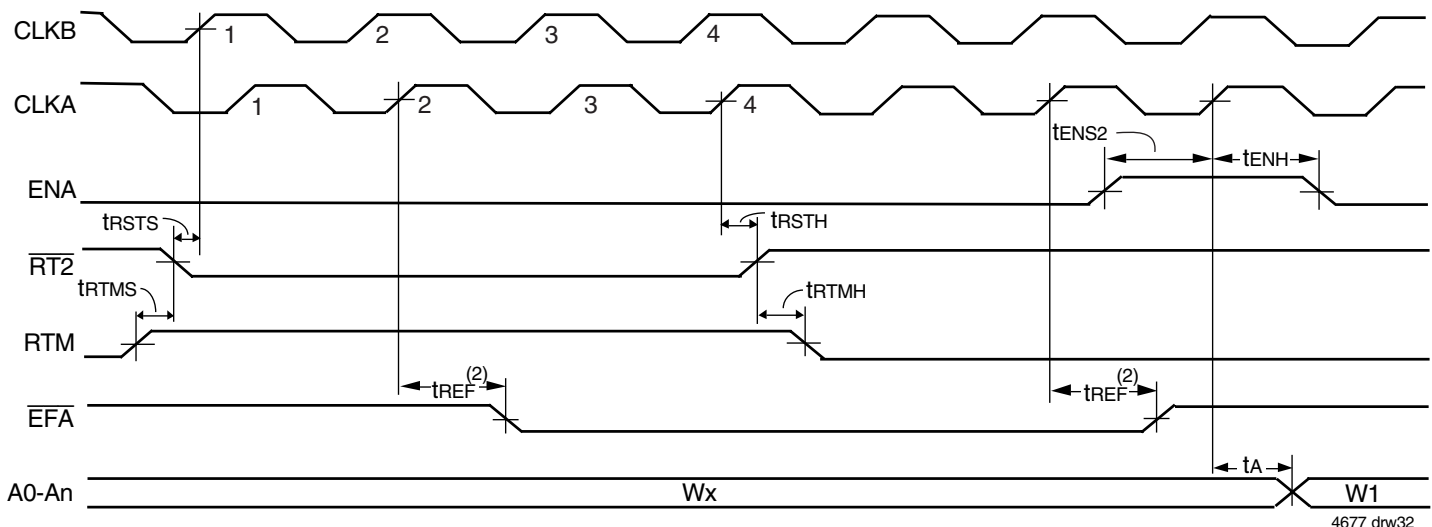 CLKB 1 2 3 4
CLKA 1 2 3 4
tENS2 tENH
ENA
tRSTS tRSTH
RT2
tRTMS tRTMH
RTM
tREF(2) tREF(2)
EFA
tA
A0-An Wx W1
4677 drw32